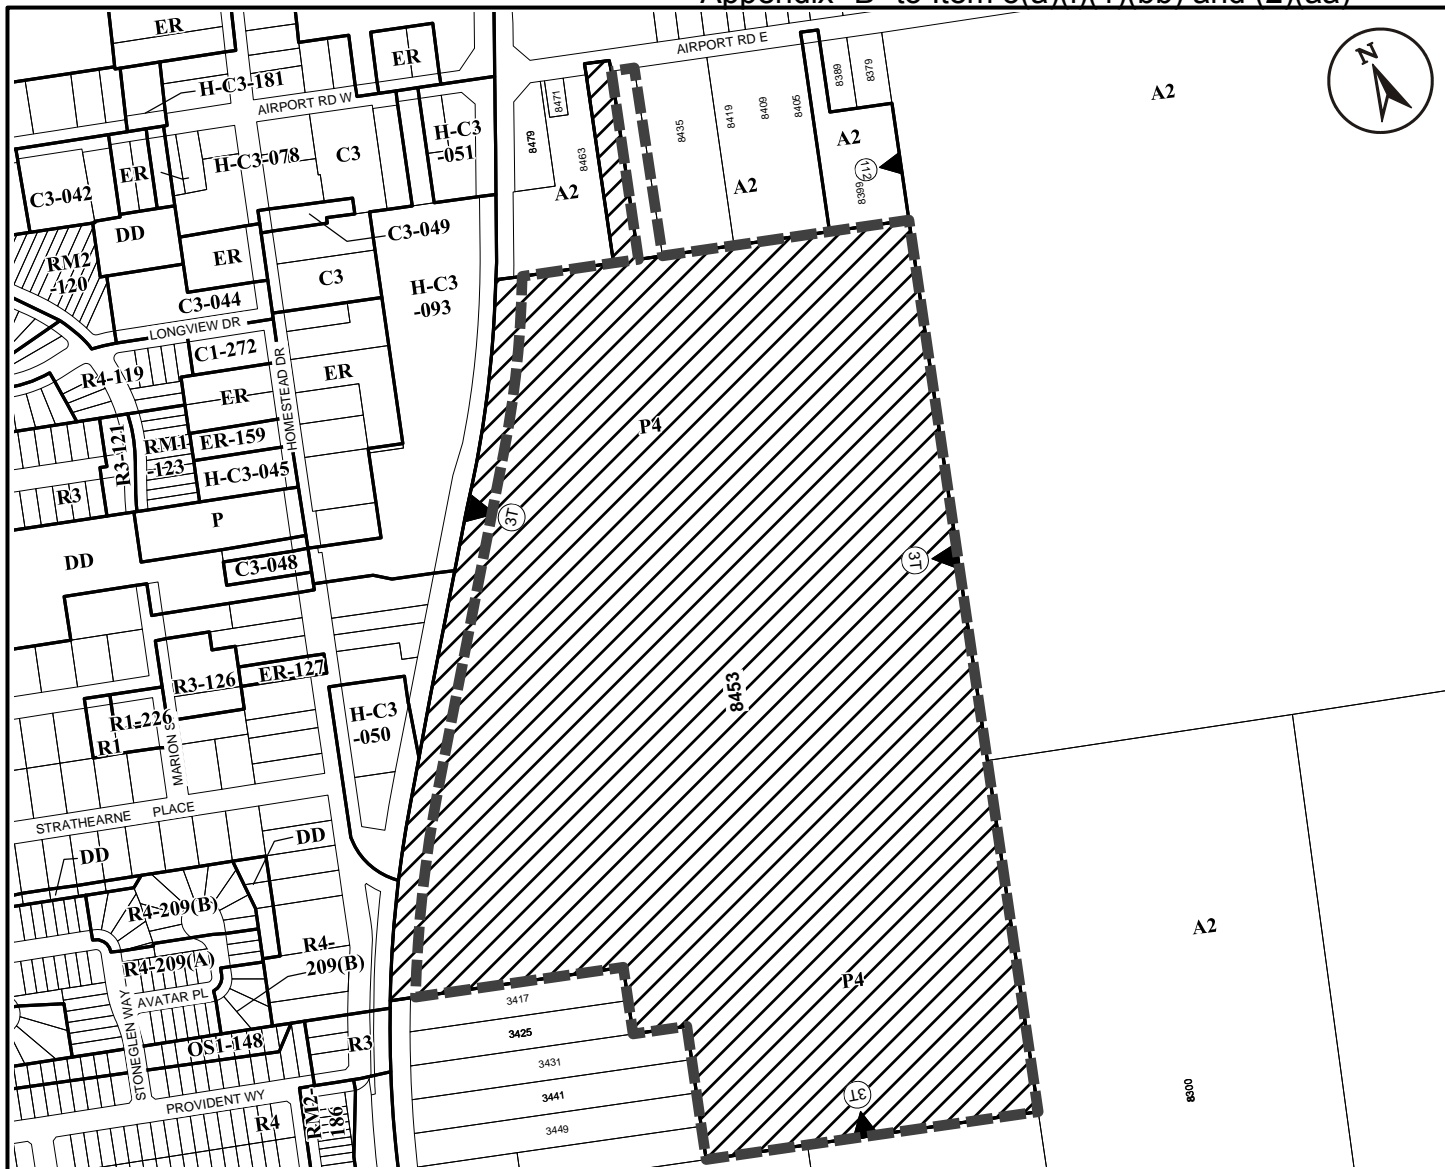 Appendix "B" to Item 6(a)(i)(1)(bb) and (2)(aa)
ER
ER
AIRPORT RD E
N
H-C3-181
AIRPORT RD W
A2
8471
8479
8463
8435
8419
8409
8405
8389
8379
A2
112
8399
H-C3
-051
C3
H-C3-078
ER
C3-042
A2
A2
DD
C3-049
ER
C3
RM2
-120
C3-044
H-C3
-093
LONGVIEW DR
C1-272
HOMESTEAD DR
ER
R4-119
ER
P4
ER-159
RM1
-123
R3-121
H-C3-045
R3
P
3T
DD
C3-048
3T
R3-126
ER-127
8453
R1-226
R1
MARION S
H-C3
-050
STRATHEARNE PLACE
DD
DD
R4-209(B)
A2
R4-209(A)
R4-
209(B)
P4
AVATAR PL
STONEGLEN WAY
3417
OS1-148
R3
3425
3431
3441
3449
3T
8300
PROVIDENT WY
R4
RM2-
186